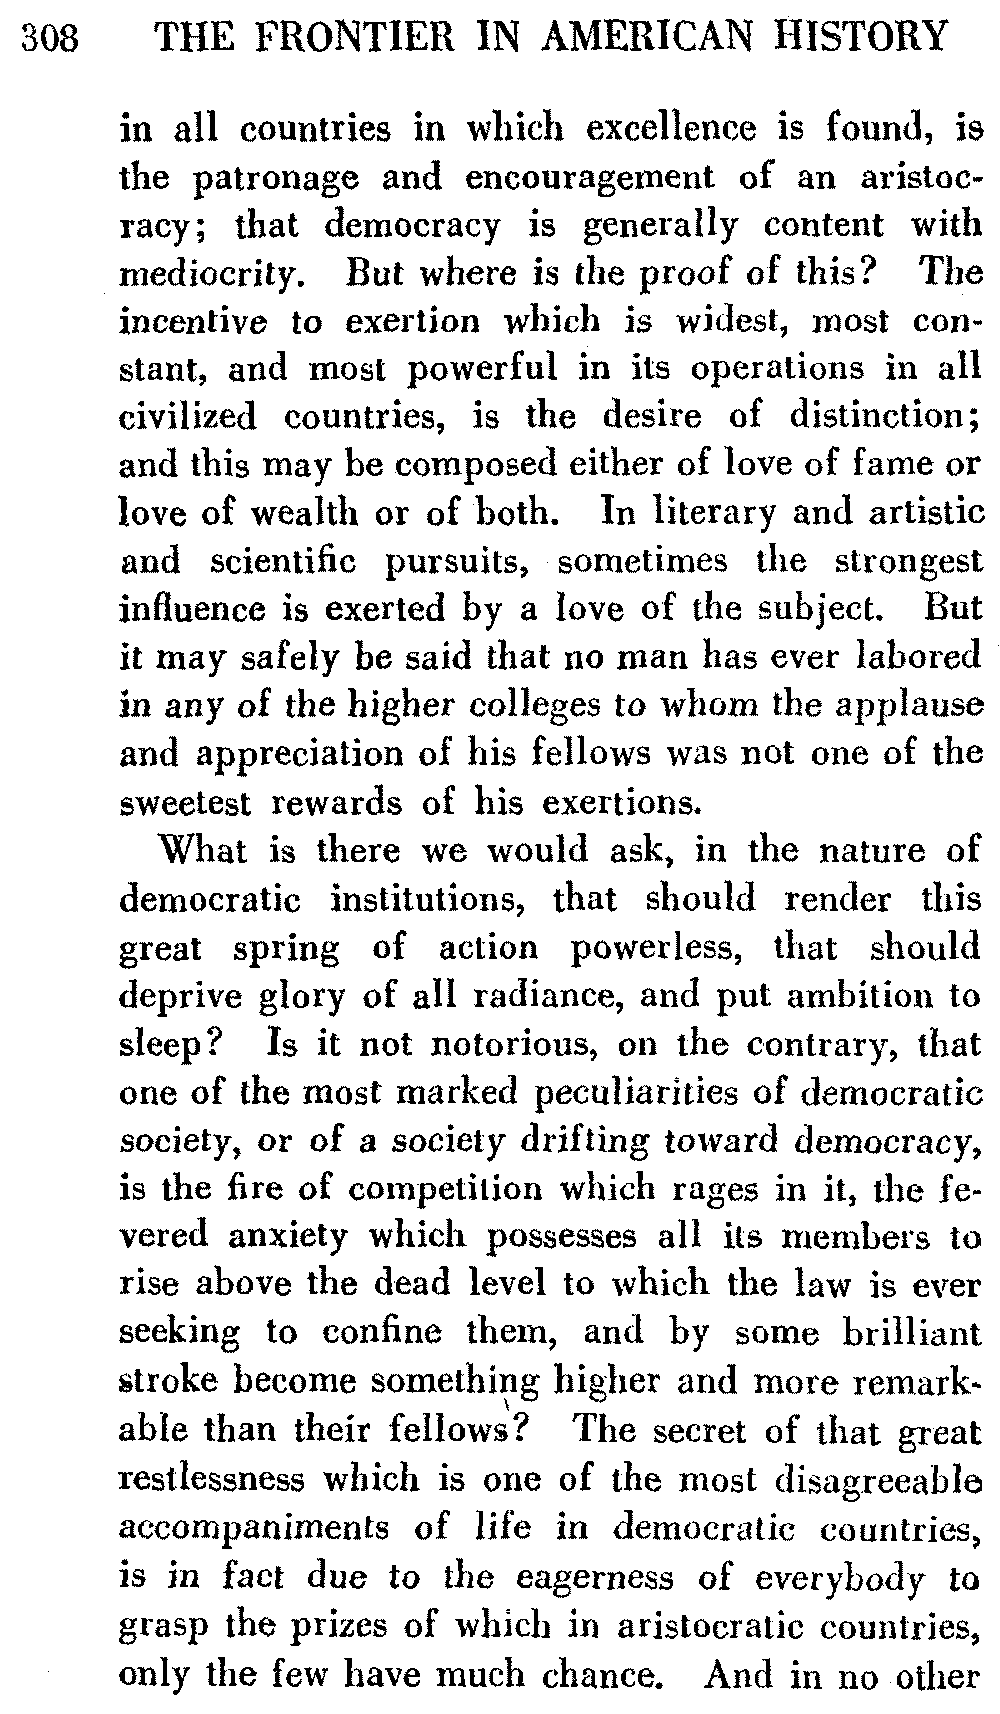 308 THE FRONTIER IN AMERICAN HISTORY
in all countries in which excellence is found, is
the patronage and encouragement of an aristoc-
racy; that democracy is generally content with
mediocrity. But where is the proof of this? The
incentive to exertion which is widest, most con-
stant, and most powerful in its operations in all
civilized countries, is the desire of distinction;
and this may be composed either of love of fame or
love of wealth or of both. In literary and artistic
and scientific pursuits, sometimes the strongest
influence is exerted by a love of the subject. But
it may safely be said that no man has ever labored
in any of the higher colleges to whom the applause
and appreciation of his fellows was not one of the
sweetest rewards of his exertions.
What is there we would ask, in the nature of
democratic institutions, that should render this
great spring of action powerless, that should
deprive glory of all radiance, and put ambition to
sleep? Is it not notorious, on the contrary, that
one of the most marked peculiarities of democratic
society, or of a society drifting toward democracy,
is the fire of competition which rages in it, the fe-
vered anxiety which possesses all its members to
rise above the dead level to which the law is ever
seeking to confine them, and by some brilliant
stroke become something higher and more remark-
able than their fellows? The secret of that great
restlessness which is one of the most disagreeable
accompaniments of life in democratic countries,
is in fact due to the eagerness of everybody to
grasp the prizes of which in aristocratic countries,
only the few have much chance. And in no other